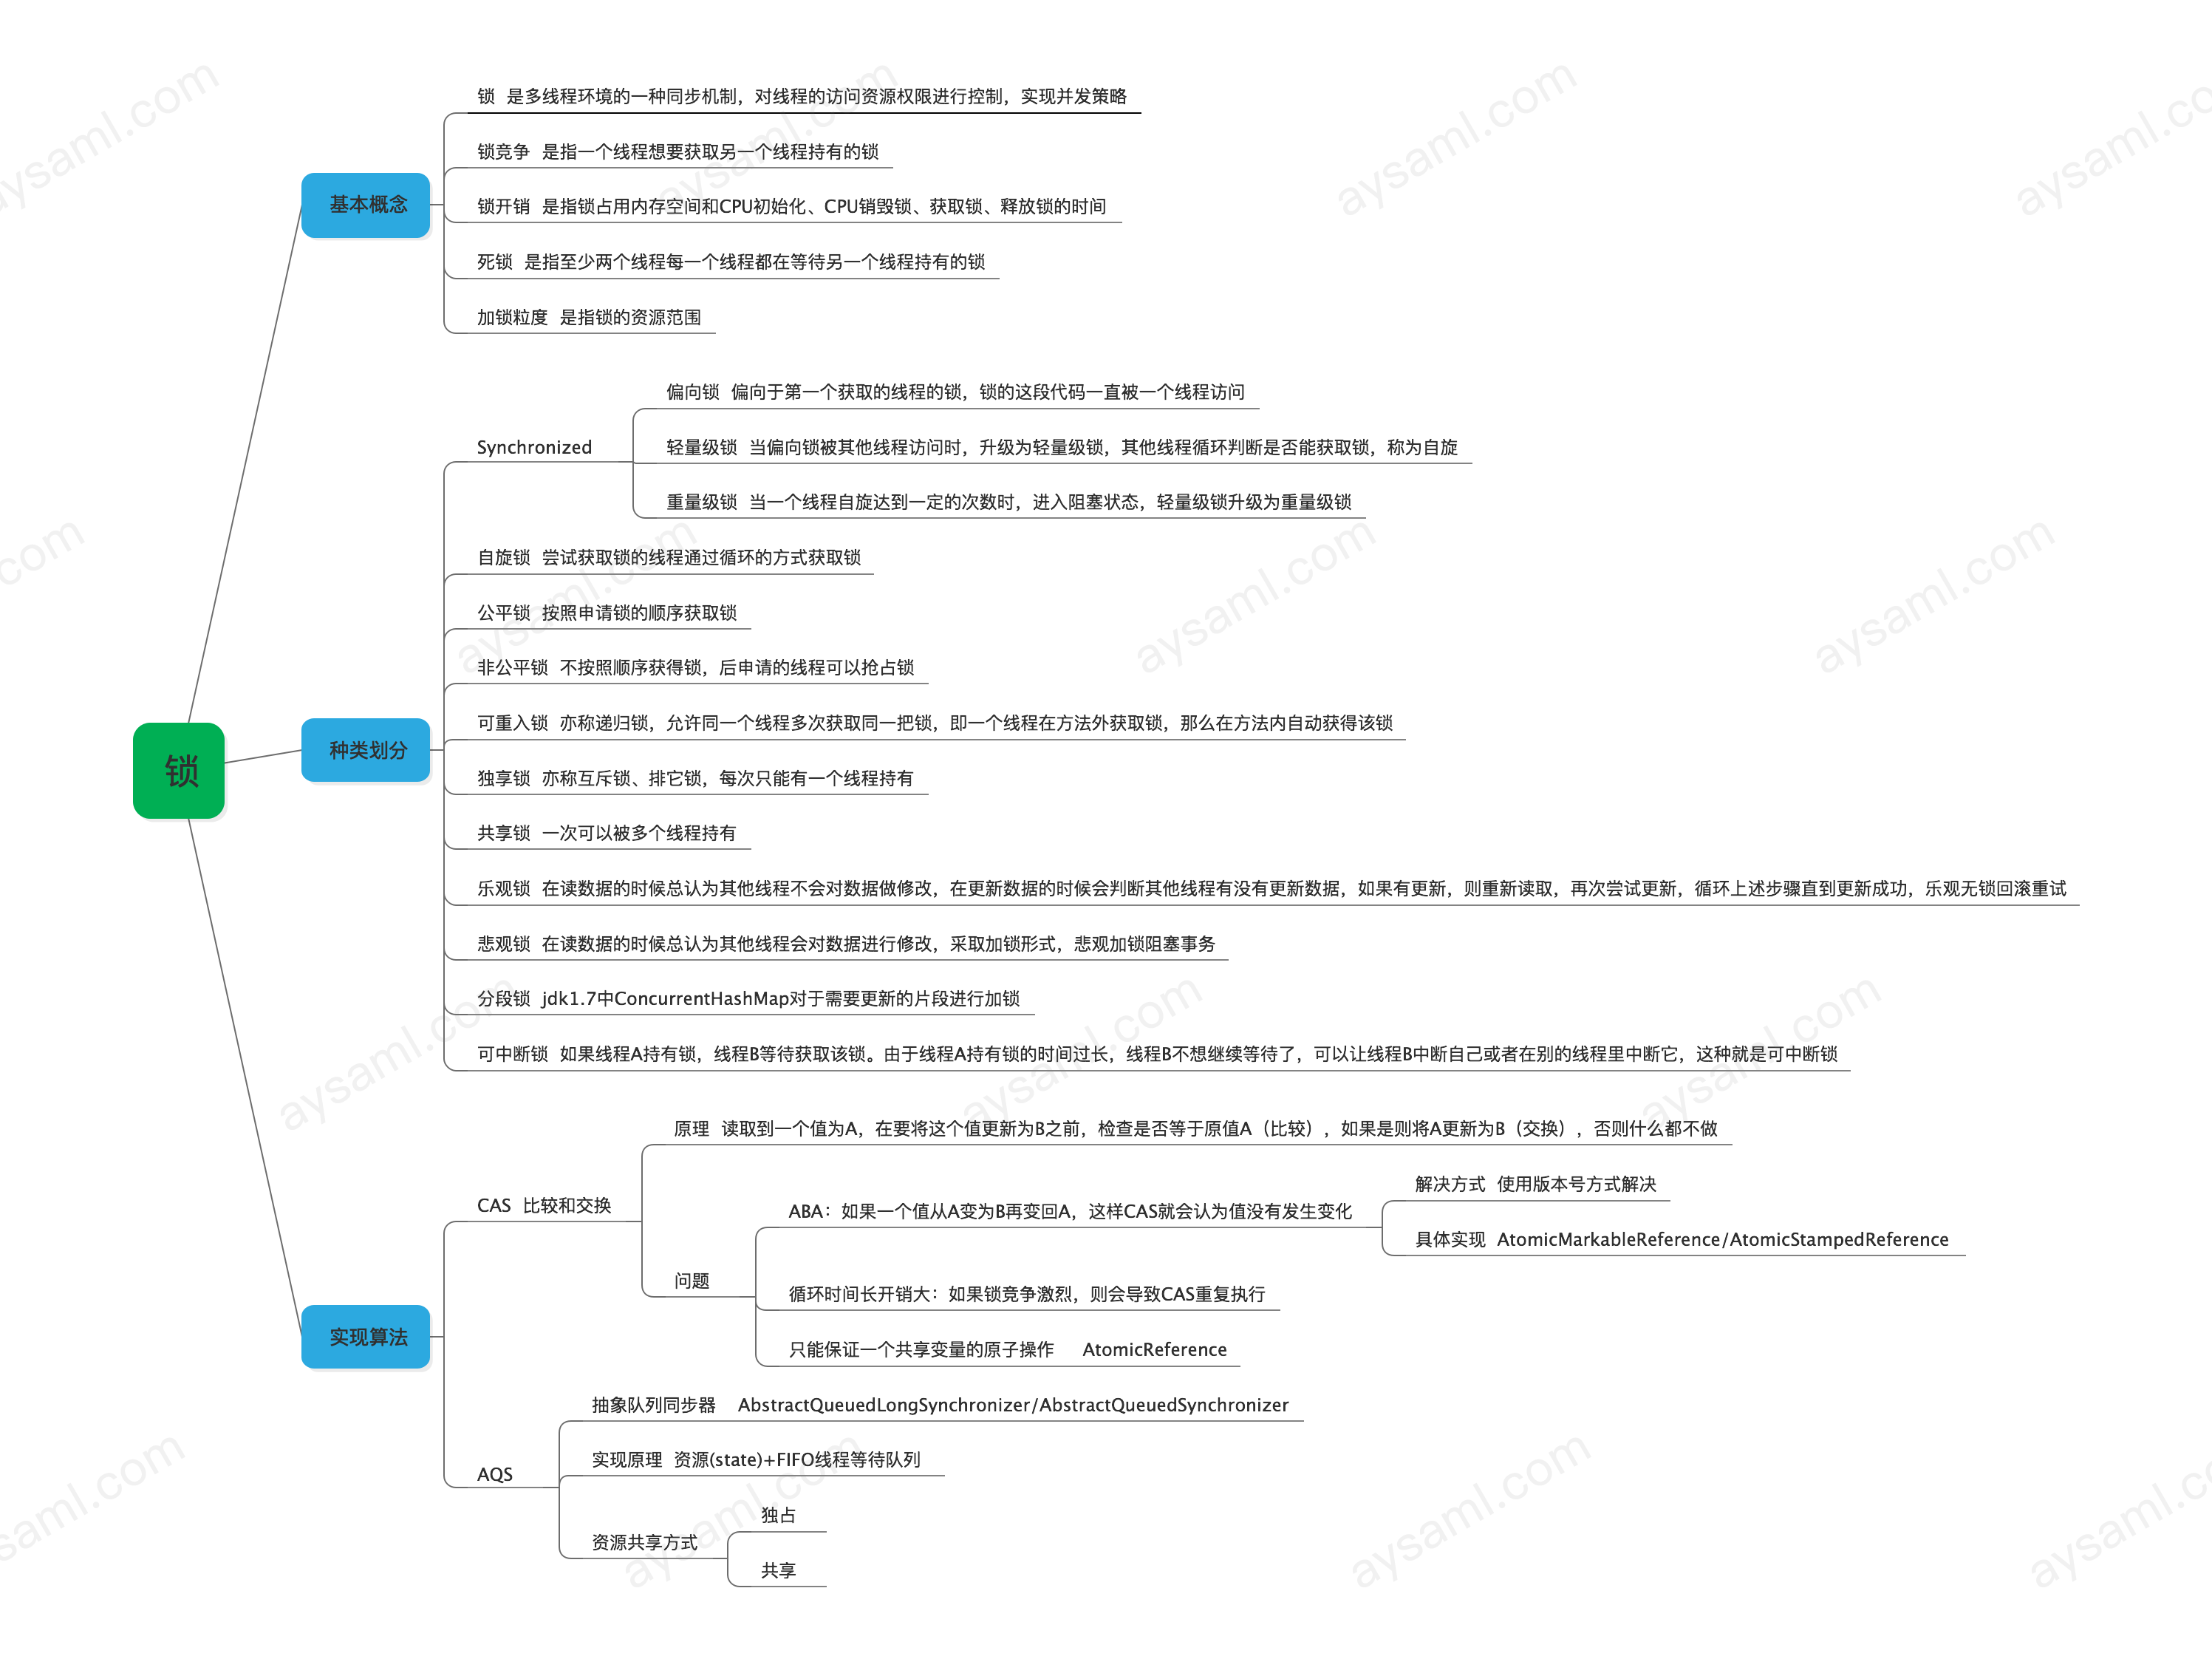 锁
基本概念
锁 是多线程环境的一种同步机制，对线程的访问资源权限进行控制，实现并发策略
锁竞争 是指一个线程想要获取另一个线程持有的锁
锁开销 是指锁占用内存空间和CPU初始化、CPU销毁锁、获取锁、释放锁的时间
死锁 是指至少两个线程每一个线程都在等待另一个线程持有的锁
加锁粒度 是指锁的资源范围
种类划分
Synchronized
偏向锁 偏向于第一个获取的线程的锁，锁的这段代码一直被一个线程访问
轻量级锁 当偏向锁被其他线程访问时，升级为轻量级锁，其他线程循环判断是否能获取锁，称为自旋
重量级锁 当一个线程自旋达到一定的次数时，进入阻塞状态，轻量级锁升级为重量级锁
自旋锁 尝试获取锁的线程通过循环的方式获取锁
公平锁 按照申请锁的顺序获取锁
非公平锁 不按照顺序获得锁，后申请的线程可以抢占锁
可重入锁 亦称递归锁，允许同一个线程多次获取同一把锁，即一个线程在方法外获取锁，那么在方法内自动获得该锁
独享锁 亦称互斥锁、排它锁，每次只能有一个线程持有
共享锁 一次可以被多个线程持有
乐观锁 在读数据的时候总认为其他线程不会对数据做修改，在更新数据的时候会判断其他线程有没有更新数据，如果有更新，则重新读取，再次尝试更新，循环上述步骤直到更新成功，乐观无锁回滚重试
悲观锁 在读数据的时候总认为其他线程会对数据进行修改，采取加锁形式，悲观加锁阻塞事务
分段锁 jdk1.7中ConcurrentHashMap对于需要更新的片段进行加锁
可中断锁 如果线程A持有锁，线程B等待获取该锁。由于线程A持有锁的时间过长，线程B不想继续等待了，可以让线程B中断自己或者在别的线程里中断它，这种就是可中断锁
实现算法
CAS 比较和交换
原理 读取到一个值为A，在要将这个值更新为B之前，检查是否等于原值A（比较），如果是则将A更新为B（交换），否则什么都不做
问题
ABA：如果一个值从A变为B再变回A，这样CAS就会认为值没有发生变化
解决方式 使用版本号方式解决
具体实现 AtomicMarkableReference/AtomicStampedReference
循环时间长开销大：如果锁竞争激烈，则会导致CAS重复执行
只能保证一个共享变量的原子操作 AtomicReference
AQS
抽象队列同步器 AbstractQueuedLongSynchronizer/AbstractQueuedSynchronizer
实现原理 资源(state)+FIFO线程等待队列
资源共享方式
独占
共享
aysaml.com